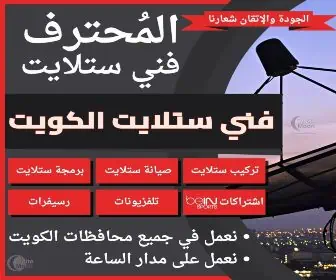 الجودة والإتقان شعارنا
المُحترف
فني ستلايت
فني ستلايت الكويت
تركيب ستلايت
صيانة ستلايت
برمجة ستلايت
اشتراكات beIN SPORTS
تلفزيونات
رسيفرات
• نعمل في جميع محافظات الكويت
• نعمل على مدار الساعة